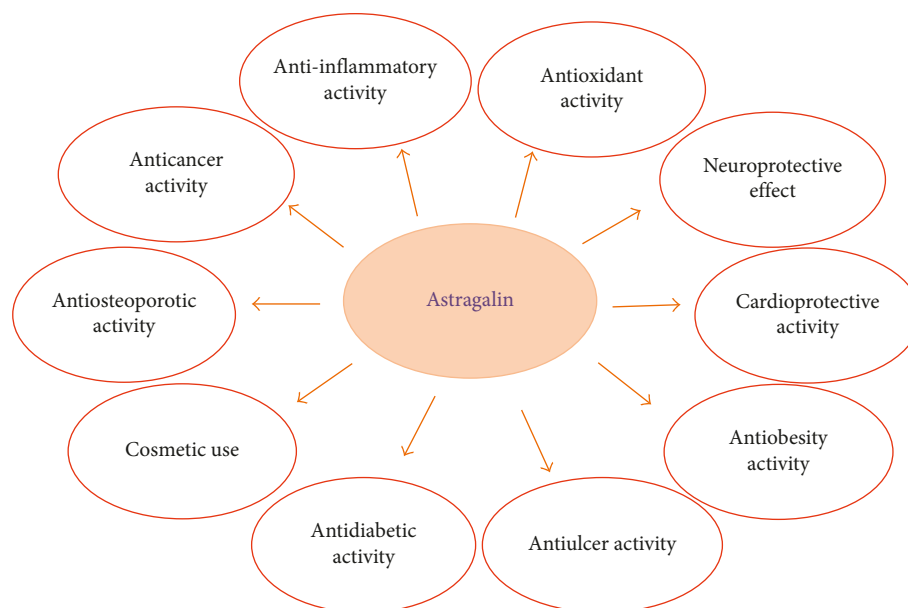 Anti-inflammatory
activity
Antioxidant
activity
Anticancer
activity
Neuroprotective
effect
Antiosteoporotic
activity
Astragalin
Cardioprotective
activity
Cosmetic use
Antiobesity
activity
Antidiabetic
activity
Antiulcer activity